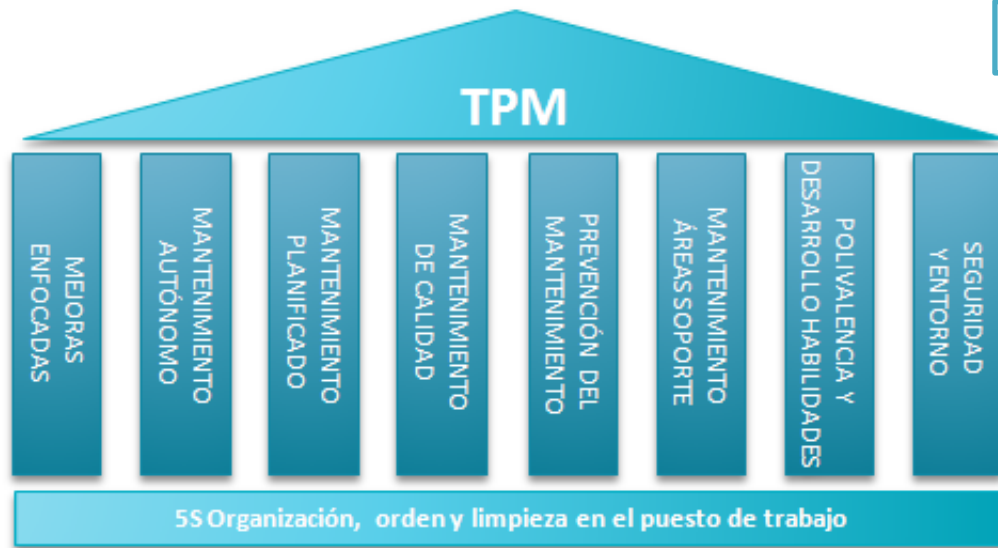 TPM
MEJORAS
ENFOCADAS
MANTENIMIENTO
AUTÓNOMO
MANTENIMIENTO
PLANIFICADO
MANTENIMIENTO
DE CALIDAD
PREVENCIÓN DEL
MANTENIMIENTO
MANTENIMIENTO
ÁREAS SOPORTE
POLIVALENCIA Y
DESARROLLO HABILIDADES
SEGURIDAD
Y ENTORNO
5S Organización, orden y limpieza en el puesto de trabajo